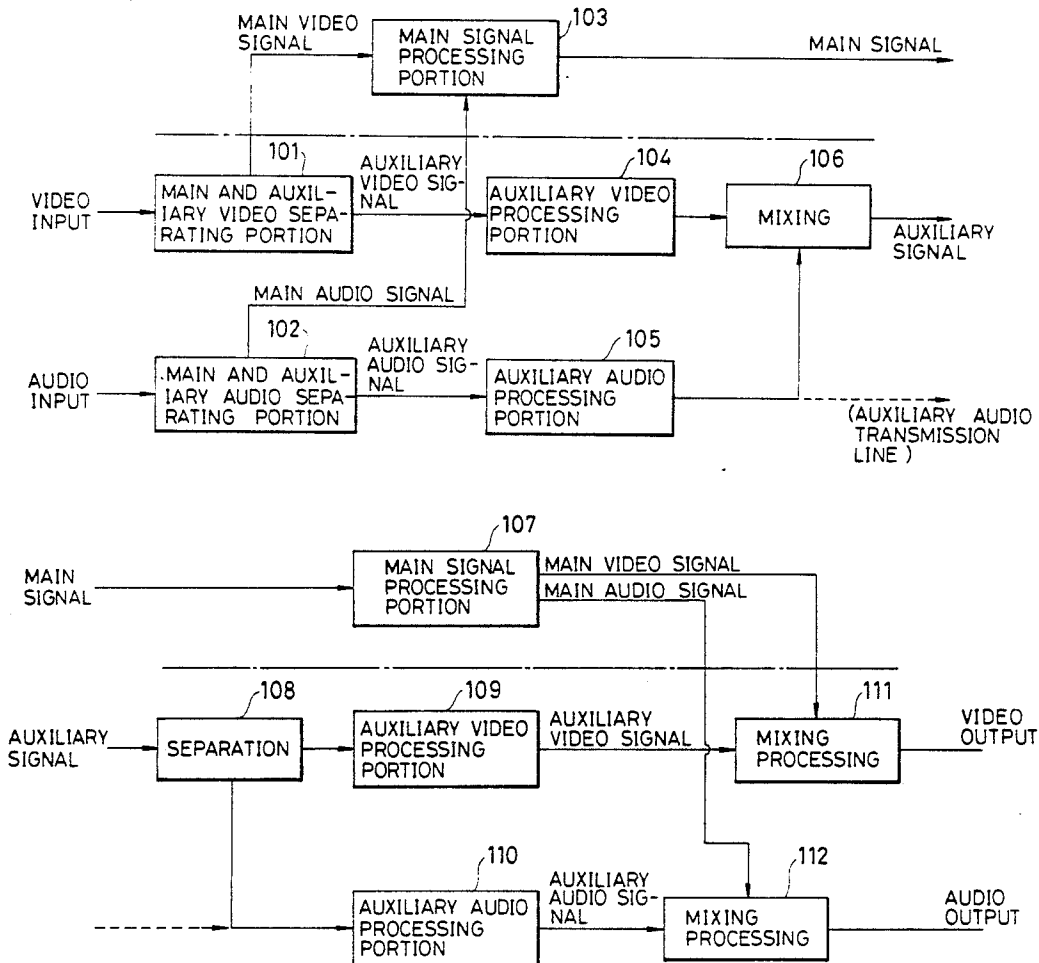 MAIN VIDEO
SIGNAL
103
MAIN SIGNAL
PROCESSING
PORTION
MAIN SIGNAL
101
AUXILIARY
VIDEO SIG-
NAL
104
106
VIDEO
INPUT
MAIN AND AUXIL-
IARY VIDEO SEPA-
RATING PORTION
AUXILIARY VIDEO
PROCESSING
PORTION
MIXING
AUXILIARY
SIGNAL
MAIN AUDIO SIGNAL
102
AUXILIARY
AUDIO SIG-
NAL
105
AUDIO
INPUT
MAIN AND AUXIL-
IARY AUDIO SEPA-
RATING PORTION
AUXILIARY AUDIO
PROCESSING
PORTION
(AUXILIARY AUDIO
TRANSMISSION
LINE)
107
MAIN
SIGNAL
MAIN SIGNAL
PROCESSING
PORTION
MAIN VIDEO SIGNAL
MAIN AUDIO SIGNAL
108
109
111
AUXILIARY
SIGNAL
SEPARATION
AUXILIARY VIDEO
PROCESSING
PORTION
AUXILIARY
VIDEO SIGNAL
MIXING
PROCESSING
VIDEO
OUTPUT
110
112
AUXILIARY AUDIO
PROCESSING
PORTION
AUXILIARY
AUDIO SIG-
NAL
MIXING
PROCESSING
AUDIO
OUTPUT